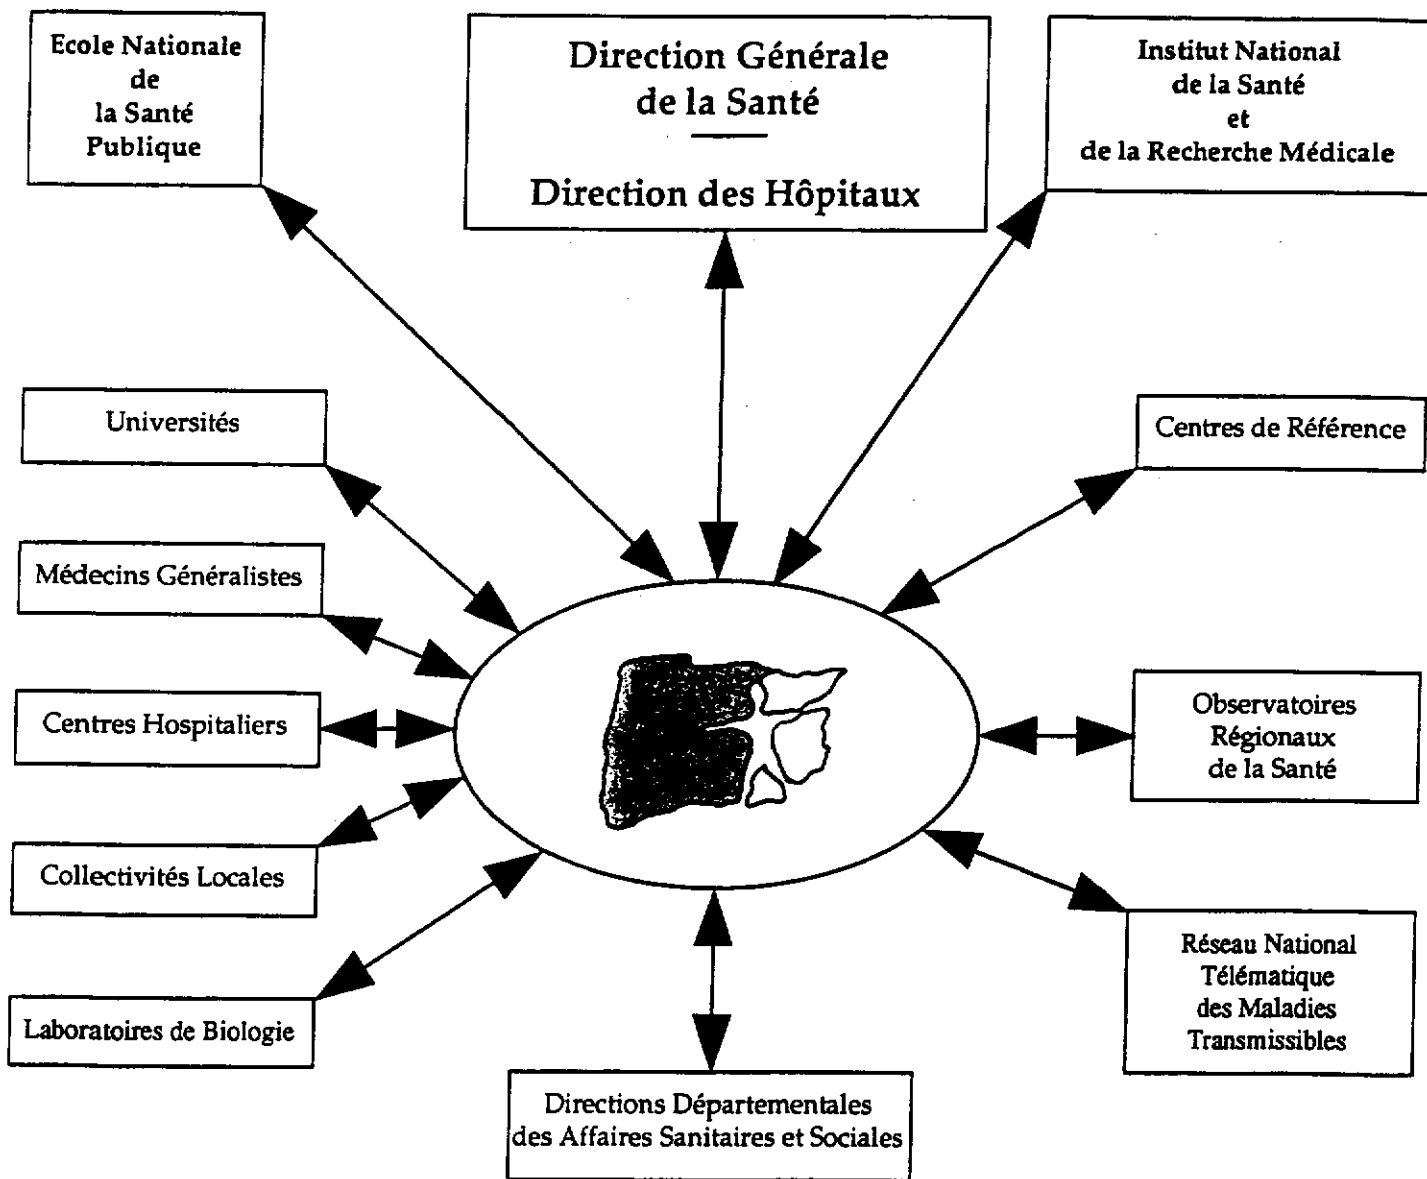 Ecole Nationale
de
la Santé
Publique
Direction Générale
de la Santé
Direction des Hôpitaux
Institut National
de la Santé
et
de la Recherche Médicale
Universités
Centres de Référence
Médecins Généralistes
Centres Hospitaliers
Observatoires
Régionaux
de la Santé
Collectivités Locales
Réseau National
Télématique
des Maladies
Transmissibles
Laboratoires de Biologie
Directions Départementales
des Affaires Sanitaires et Sociales